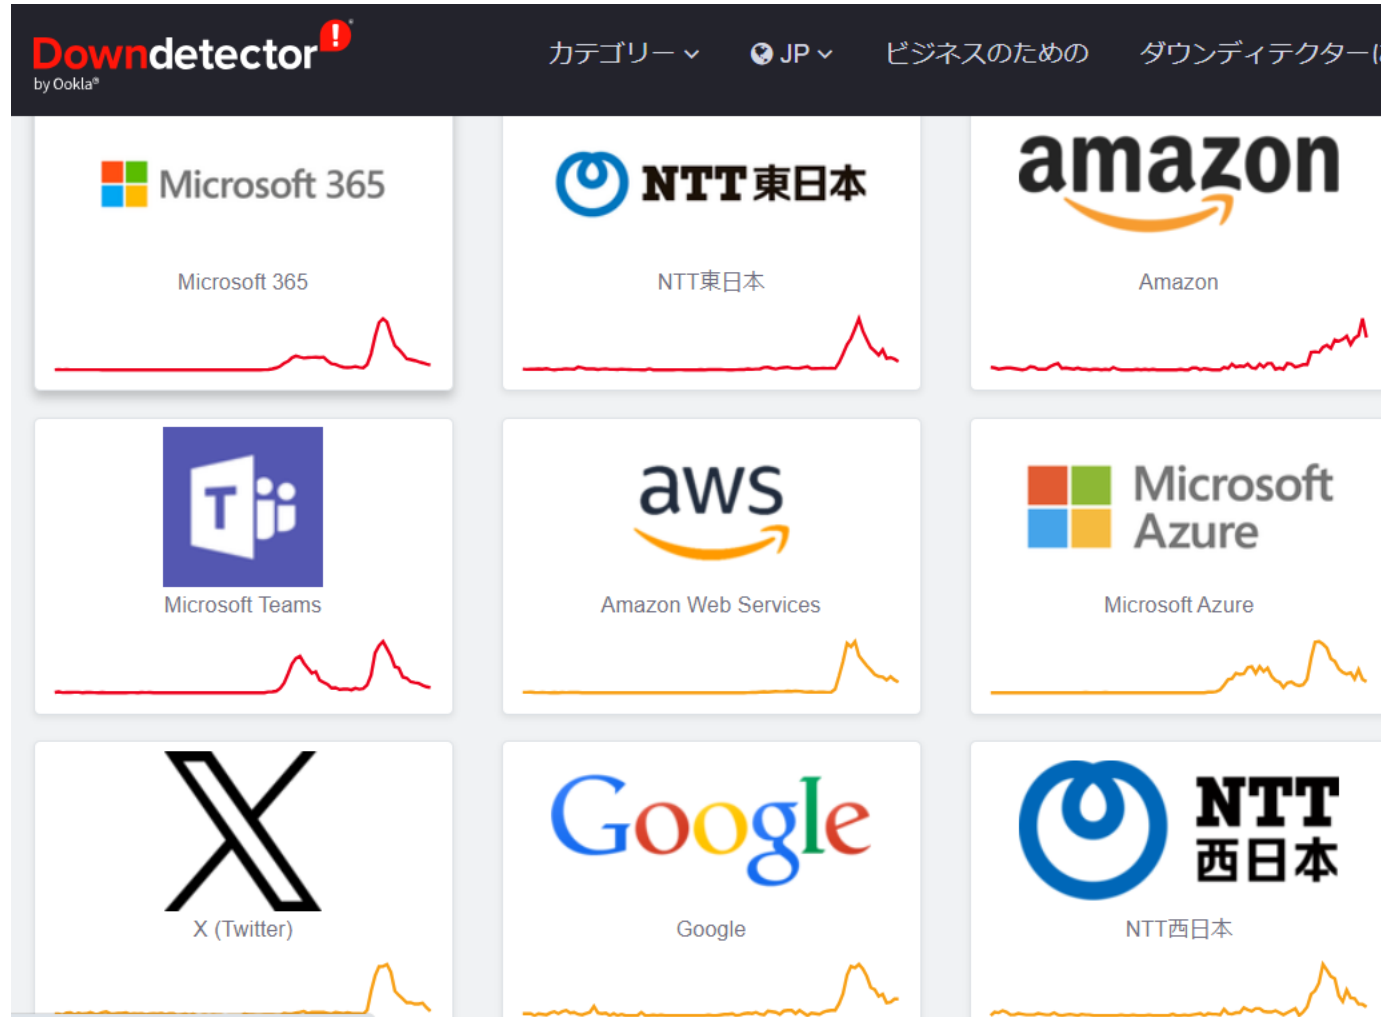 Downdetector
by Ookla®
カテゴリー
JP
ビジネスのための
ダウンディテクター
Microsoft 365
NTT東日本
amazon
Microsoft 365
NTT東日本
Amazon
T
aws
Microsoft
Azure
Microsoft Teams
Amazon Web Services
Microsoft Azure
X
Google
NTT
西日本
X (Twitter)
Google
NTT西日本